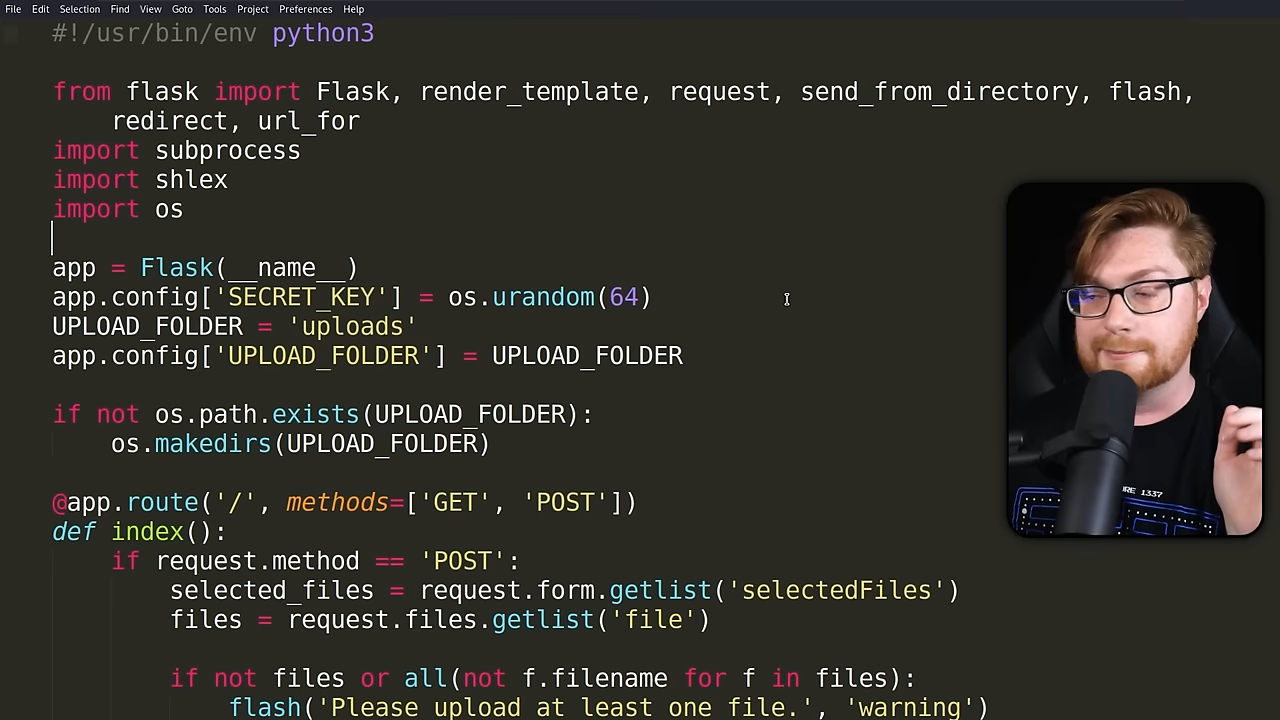 File Edit Selection Find View Goto Tools Project Preferences Help
#!/usr/bin/env python3
from flask import Flask, render_template, request, send_from_directory, flash,
redirect, url_for
import subprocess
import shlex
import os
app = Flask(__name__)
app.config['SECRET_KEY'] = os.urandom(64)
UPLOAD_FOLDER = 'uploads'
app.config['UPLOAD_FOLDER'] = UPLOAD_FOLDER
if not os.path.exists(UPLOAD_FOLDER):
    os.makedirs(UPLOAD_FOLDER)
@app.route('/', methods=['GET', 'POST'])
def index():
    if request.method == 'POST':
        selected_files = request.form.getlist('selectedFiles')
        files = request.files.getlist('file')
        if not files or all(not f.filename for f in files):
            flash('Please upload at least one file.', 'warning')
1337